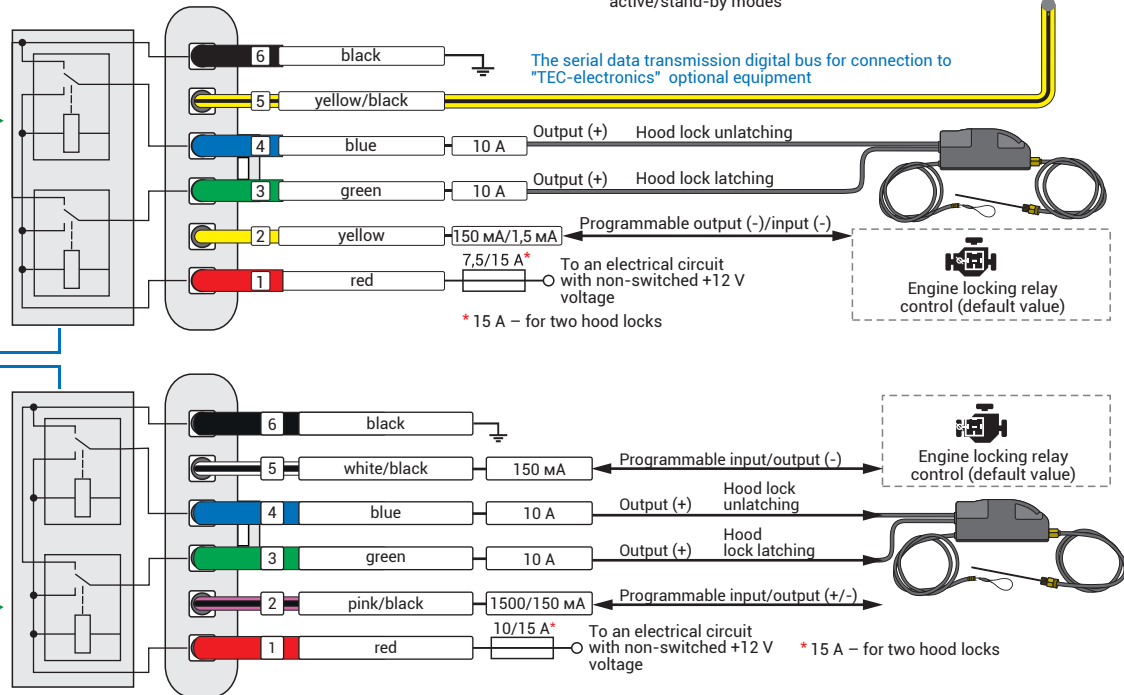 active/stand-by modes
6 black
The serial data transmission digital bus for connection to
"TEC-electronics" optional equipment
5 yellow/black
4 blue 10 A Output (+) Hood lock unlatching
3 green 10 A Output (+) Hood lock latching
2 yellow 150 мА/1,5 мА Programmable output (-)/input (-)
1 red 7,5/15 A* To an electrical circuit
with non-switched +12 V
voltage
* 15 A – for two hood locks
Engine locking relay
control (default value)
6 black
5 white/black 150 мА Programmable input/output (-)
Engine locking relay
control (default value)
4 blue 10 A Output (+) Hood lock
unlatching
3 green 10 A Output (+) Hood
lock latching
2 pink/black 1500/150 мА Programmable input/output (+/-)
1 red 10/15 A* To an electrical circuit
with non-switched +12 V
voltage
* 15 A – for two hood locks